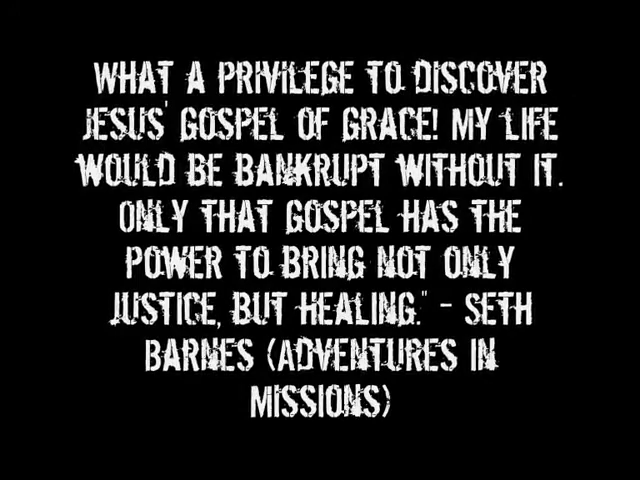 WHAT A PRIVILEGE TO DISCOVER
JESUS' GOSPEL OF GRACE! MY LIFE
WOULD BE BANKRUPT WITHOUT IT.
ONLY THAT GOSPEL HAS THE
POWER TO BRING NOT ONLY
JUSTICE, BUT HEALING." - SETH
BARNES (ADVENTURES IN
MISSIONS)